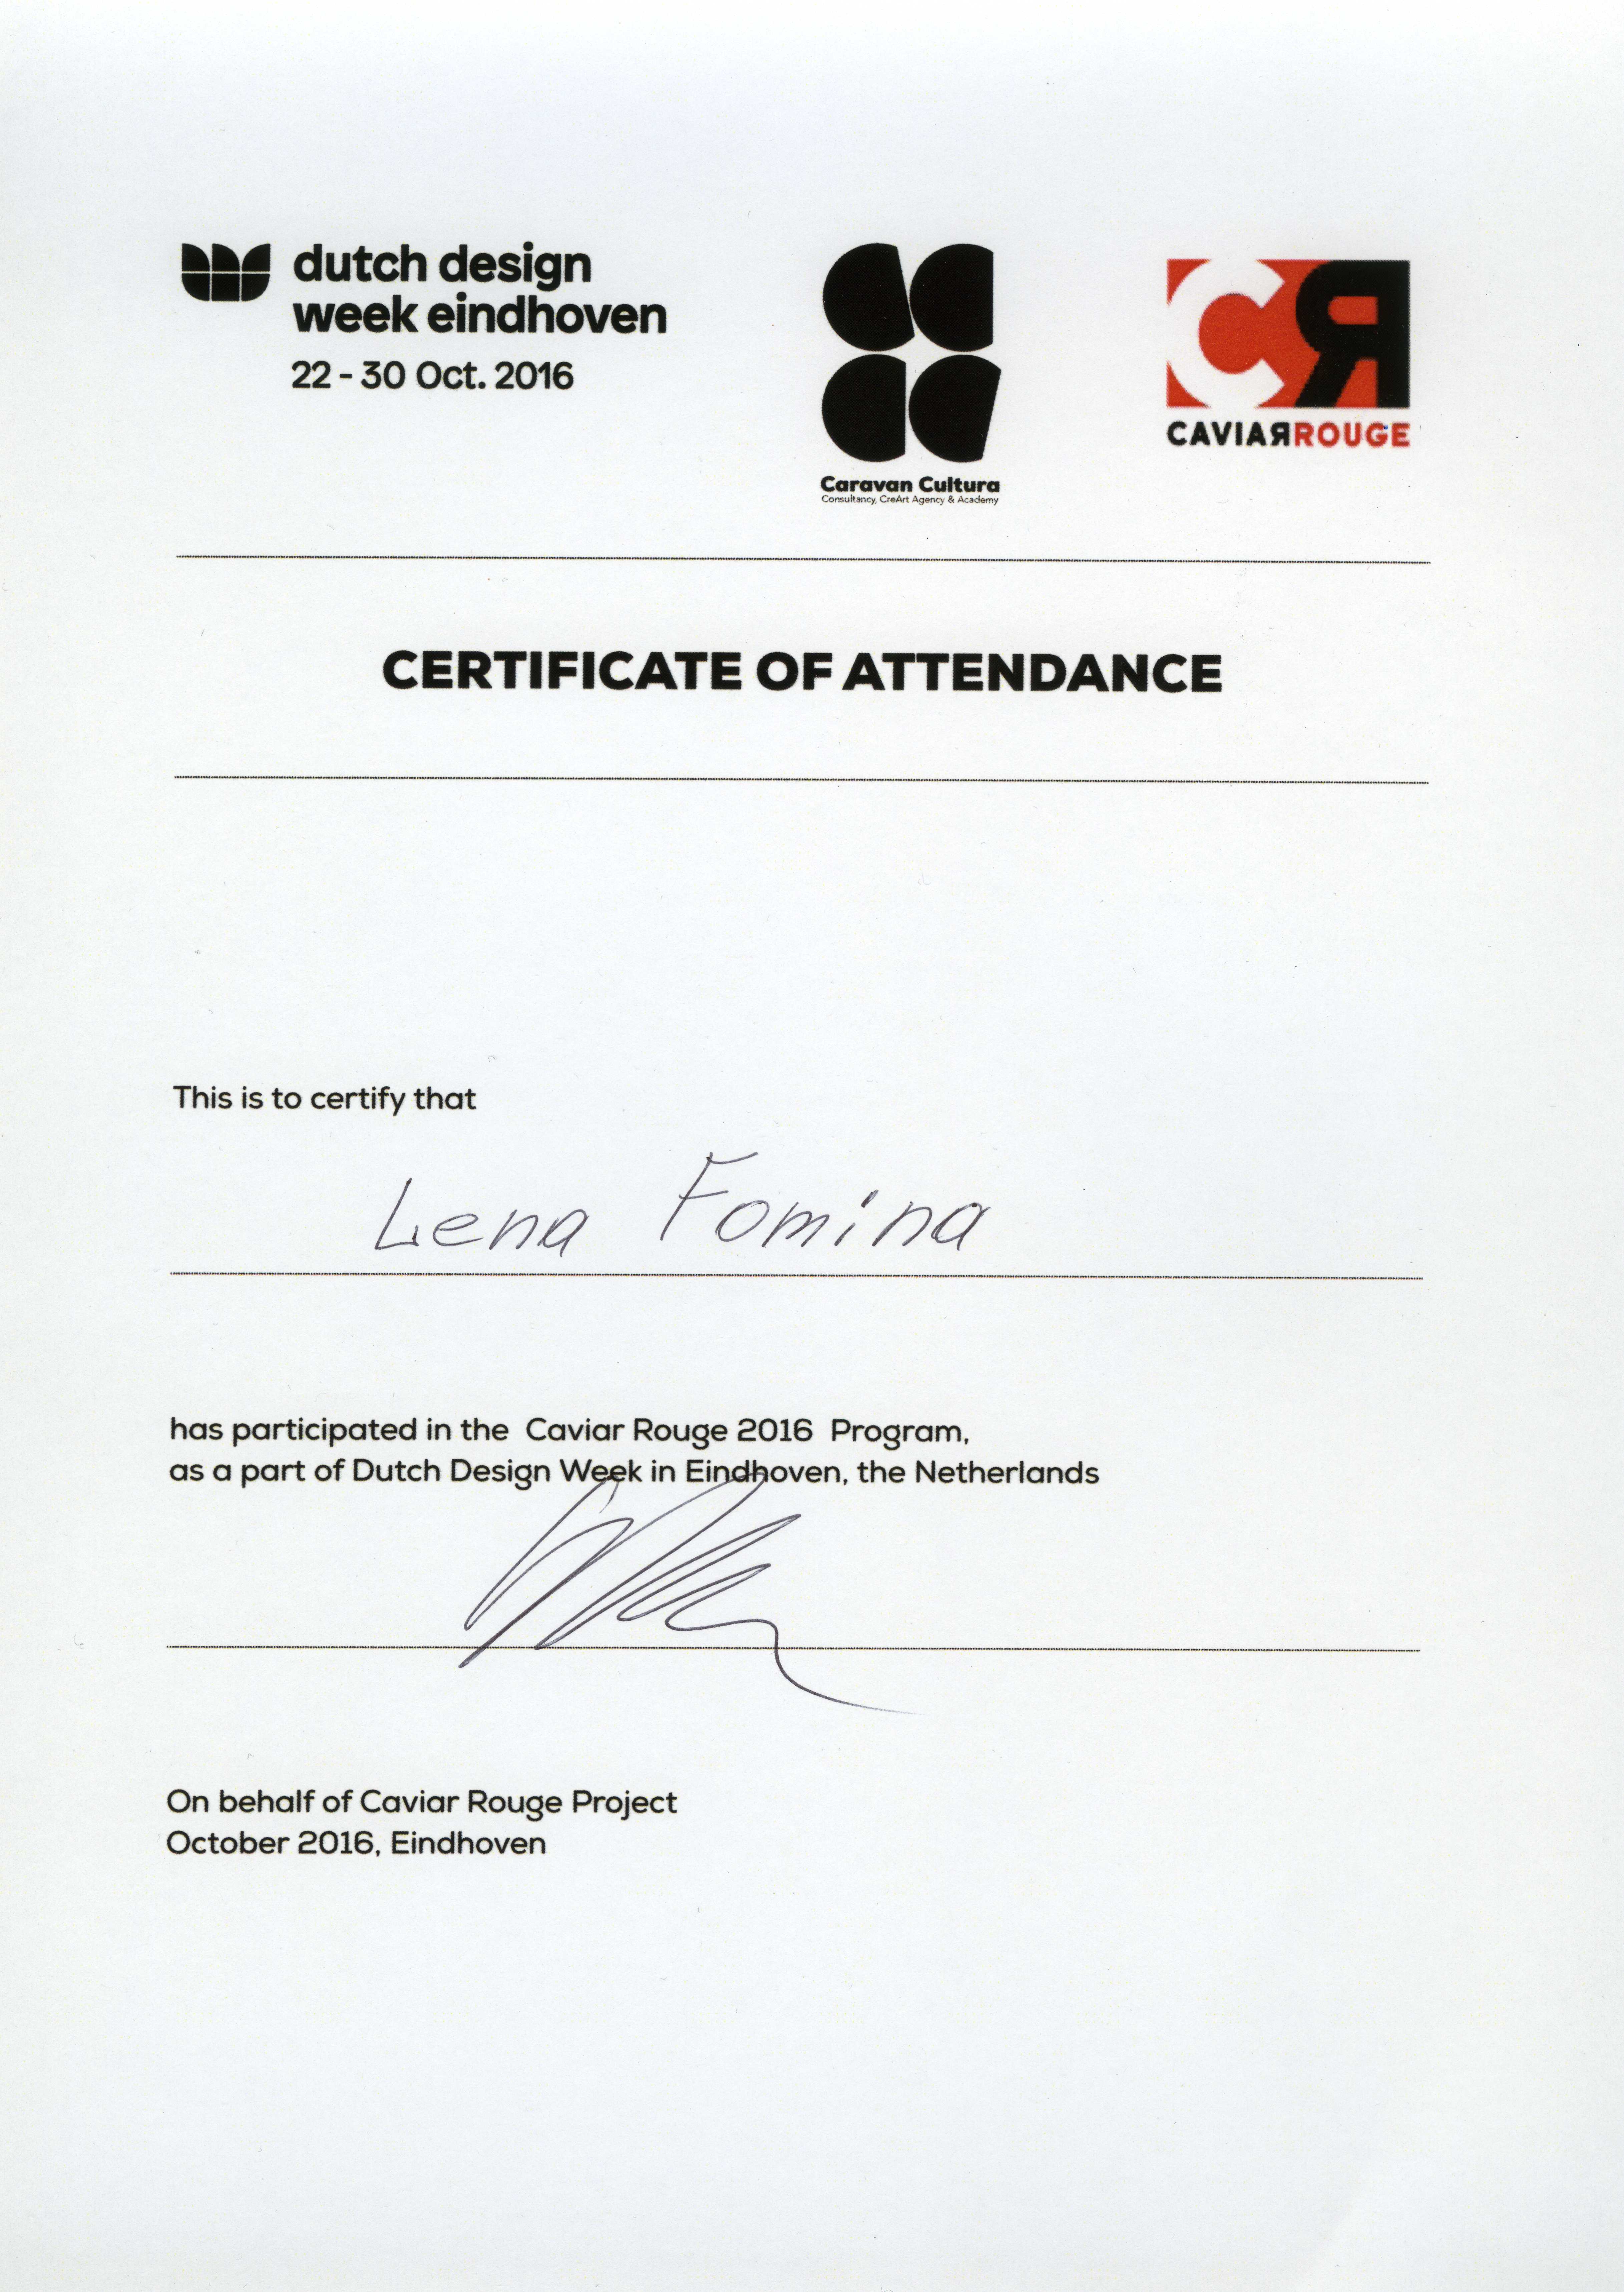 dutch design
week eindhoven
22 - 30 Oct. 2016
Caravan Cultura
Consultancy, CreArt Agency & Academy
CЯ
CAVIAЯROUGE
CERTIFICATE OF ATTENDANCE
This is to certify that
Lena Fomina
has participated in the Caviar Rouge 2016 Program,
as a part of Dutch Design Week in Eindhoven, the Netherlands
On behalf of Caviar Rouge Project
October 2016, Eindhoven